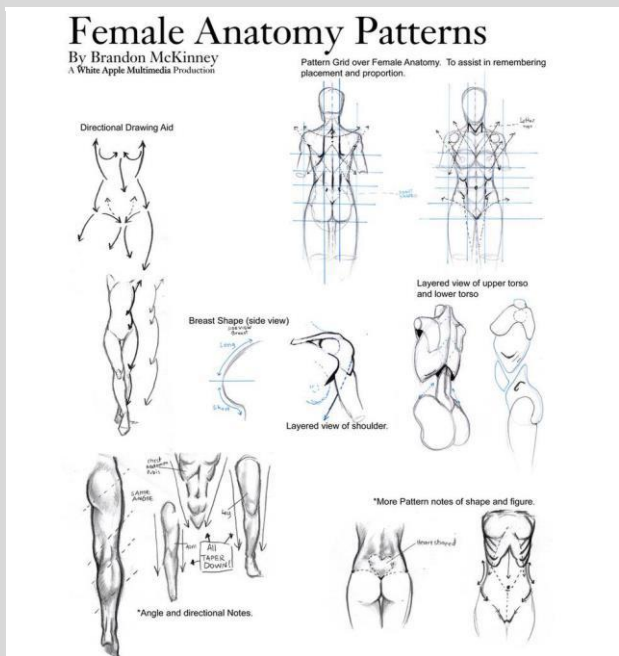 Female Anatomy Patterns
By Brandon McKinney
A White Apple Multimedia Production
Pattern Grid over Female Anatomy. To assist in remembering
placement and proportion.
Directional Drawing Aid
Layered view of upper torso
and lower torso
Breast Shape (side view)
Long
Short
Layered view of shoulder.
SAME
ANGLE
Arm
Leg
All
TAPER
DOWN!
*Angle and directional Notes.
*More Pattern notes of shape and figure.
Heart shaped